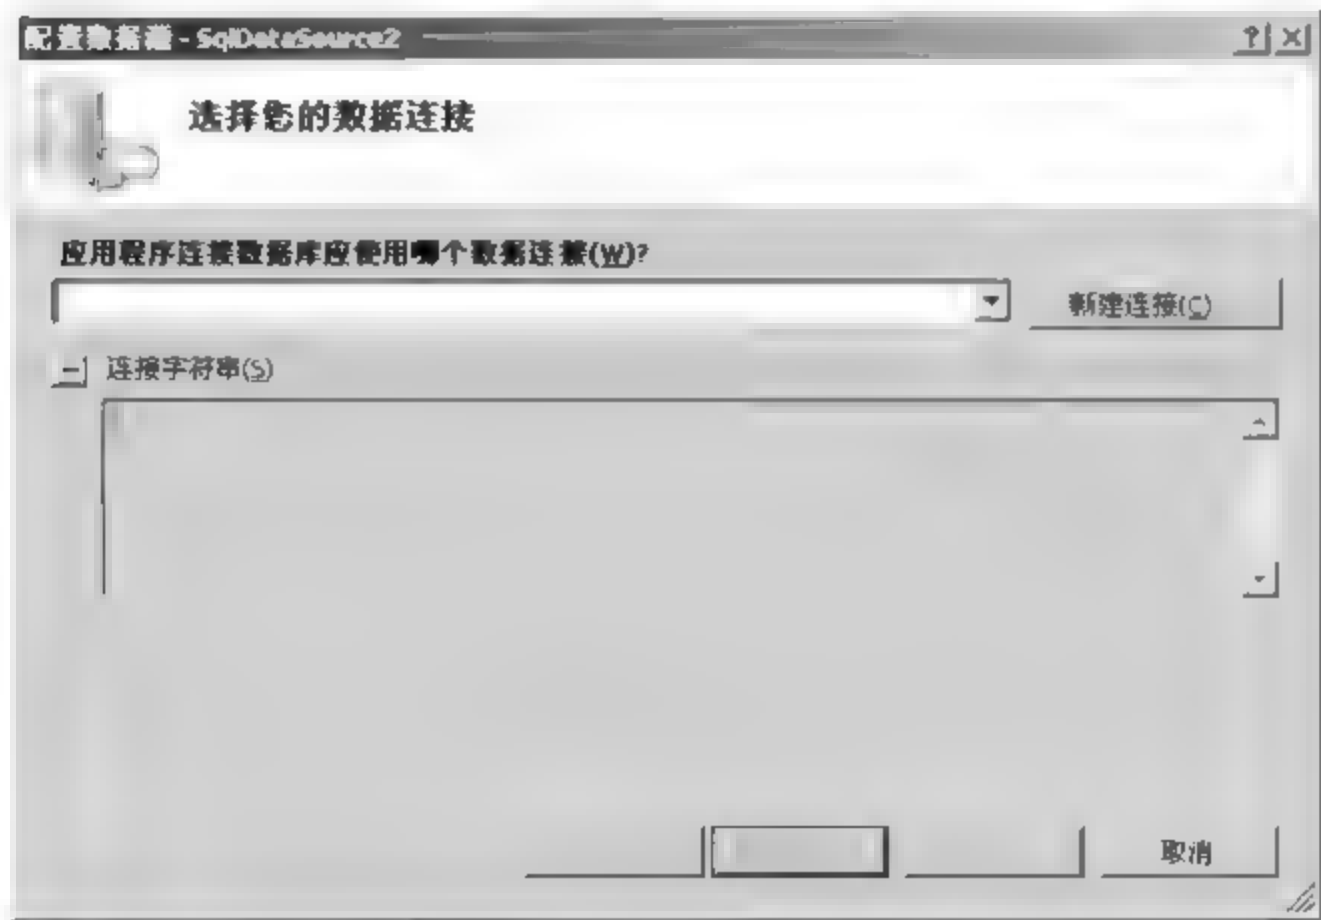 配置数据源 - SqlDataSource2
选择您的数据连接
应用程序连接数据库应使用哪个数据连接(W)?
新建连接(C)
连接字符串(S)
取消